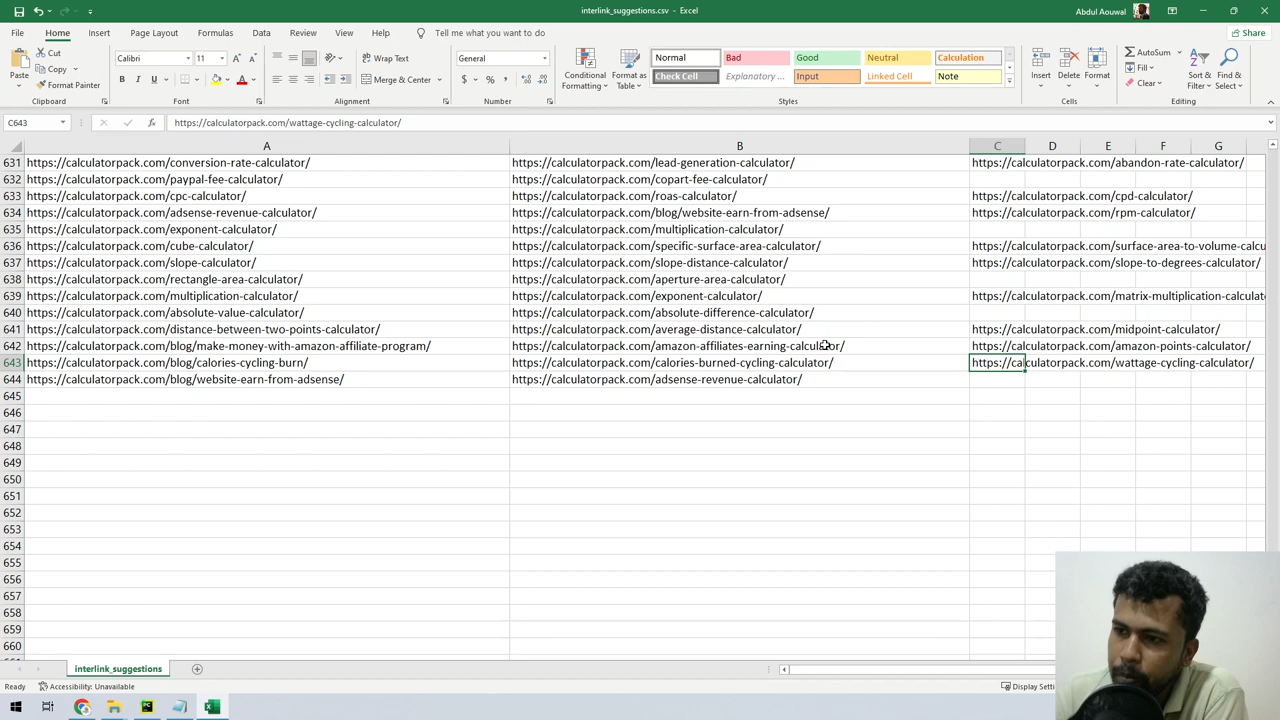 interlink_suggestions.csv - Excel
Abdul Aouwal
File Home Insert Page Layout Formulas Data Review View Help Tell me what you want to do Share
Paste Cut Copy Format Painter Clipboard
Calibri 11 B I U Font
Wrap Text Merge & Center Alignment
General $ % , Number
Conditional Formatting Format as Table
Normal Bad Good Neutral Calculation
Check Cell Explanatory ... Input Linked Cell Note
Styles
Insert Delete Format Cells
AutoSum Fill Clear Sort & Filter Find & Select Editing
C643 fx https://calculatorpack.com/wattage-cycling-calculator/
A B C D E F G
631 https://calculatorpack.com/conversion-rate-calculator/ https://calculatorpack.com/lead-generation-calculator/ https://calculatorpack.com/abandon-rate-calculator/
632 https://calculatorpack.com/paypal-fee-calculator/ https://calculatorpack.com/copart-fee-calculator/
633 https://calculatorpack.com/cpc-calculator/ https://calculatorpack.com/roas-calculator/ https://calculatorpack.com/cpd-calculator/
634 https://calculatorpack.com/adsense-revenue-calculator/ https://calculatorpack.com/blog/website-earn-from-adsense/ https://calculatorpack.com/rpm-calculator/
635 https://calculatorpack.com/exponent-calculator/ https://calculatorpack.com/multiplication-calculator/
636 https://calculatorpack.com/cube-calculator/ https://calculatorpack.com/specific-surface-area-calculator/ https://calculatorpack.com/surface-area-to-volume-calcu
637 https://calculatorpack.com/slope-calculator/ https://calculatorpack.com/slope-distance-calculator/ https://calculatorpack.com/slope-to-degrees-calculator/
638 https://calculatorpack.com/rectangle-area-calculator/ https://calculatorpack.com/aperture-area-calculator/
639 https://calculatorpack.com/multiplication-calculator/ https://calculatorpack.com/exponent-calculator/ https://calculatorpack.com/matrix-multiplication-calculat
640 https://calculatorpack.com/absolute-value-calculator/ https://calculatorpack.com/absolute-difference-calculator/
641 https://calculatorpack.com/distance-between-two-points-calculator/ https://calculatorpack.com/average-distance-calculator/ https://calculatorpack.com/midpoint-calculator/
642 https://calculatorpack.com/blog/make-money-with-amazon-affiliate-program/ https://calculatorpack.com/amazon-affiliates-earning-calculator/ https://calculatorpack.com/amazon-points-calculator/
643 https://calculatorpack.com/blog/calories-cycling-burn/ https://calculatorpack.com/calories-burned-cycling-calculator/ https://calculatorpack.com/wattage-cycling-calculator/
644 https://calculatorpack.com/blog/website-earn-from-adsense/ https://calculatorpack.com/adsense-revenue-calculator/
645
646
647
648
649
650
651
652
653
654
655
656
657
658
659
660
interlink_suggestions
Ready Accessibility: Unavailable Display